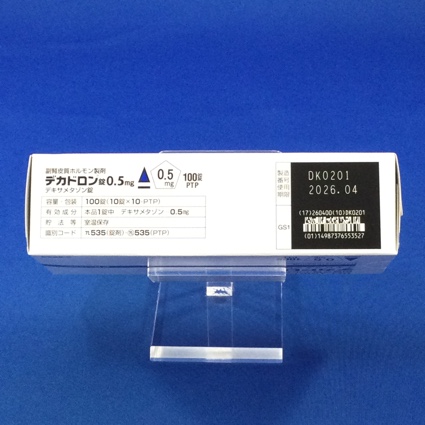 副腎皮質ホルモン製剤
デカドロン錠0.5mg
デキサメタゾン錠
0.5
mg
100錠
PTP
容量・包装 100錠(10錠×10・PTP)
有効成分 本品1錠中 デキサメタゾン 0.5mg
貯法等 室温保存
識別コード 535(錠剤) 535(PTP)
製造番号 DK0201
使用期限 2026.04
(17)260400(10)DK0201
GS1
(01)14987376553527